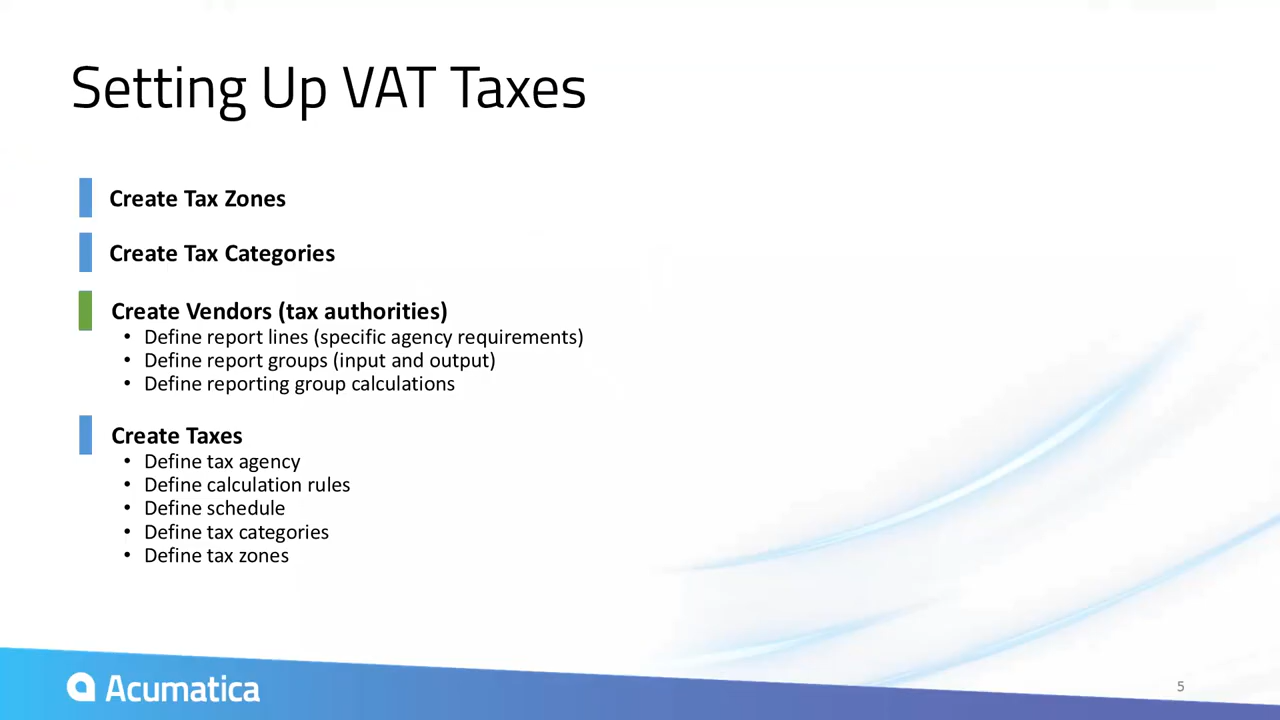 Setting Up VAT Taxes
Create Tax Zones
Create Tax Categories
Create Vendors (tax authorities)
• Define report lines (specific agency requirements)
• Define report groups (input and output)
• Define reporting group calculations
Create Taxes
• Define tax agency
• Define calculation rules
• Define schedule
• Define tax categories
• Define tax zones
Acumatica
5